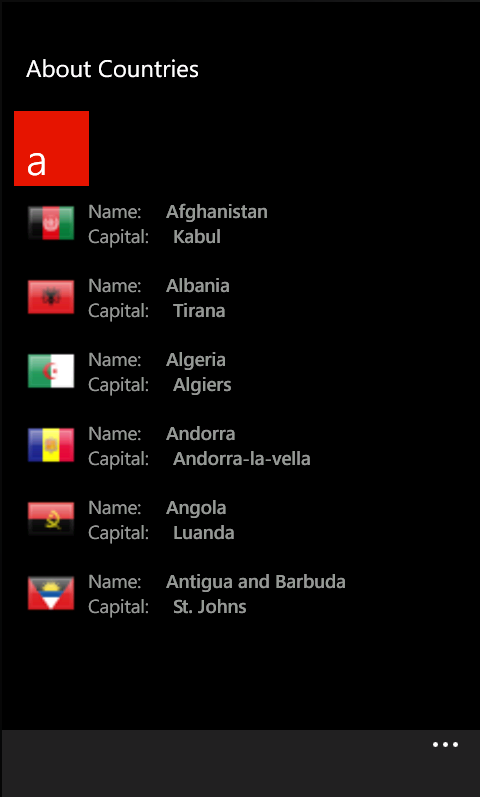 About Countries
a
Name: Afghanistan
Capital: Kabul
Name: Albania
Capital: Tirana
Name: Algeria
Capital: Algiers
Name: Andorra
Capital: Andorra-la-vella
Name: Angola
Capital: Luanda
Name: Antigua and Barbuda
Capital: St. Johns